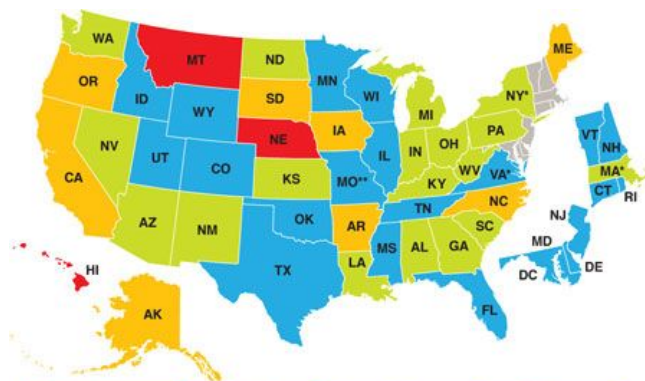 WA
ME
MT
ND
OR
MN
ID
SD
WI
NY*
WY
MI
IA
PA
NE
NV
IL
IN
OH
UT
CO
MO**
WV
VA*
KS
KY
CA
NC
TN
AZ
NM
OK
AR
SC
MS
AL
GA
TX
LA
FL
HI
AK
VT
NH
MA*
CT
RI
NJ
MD
DC
DE